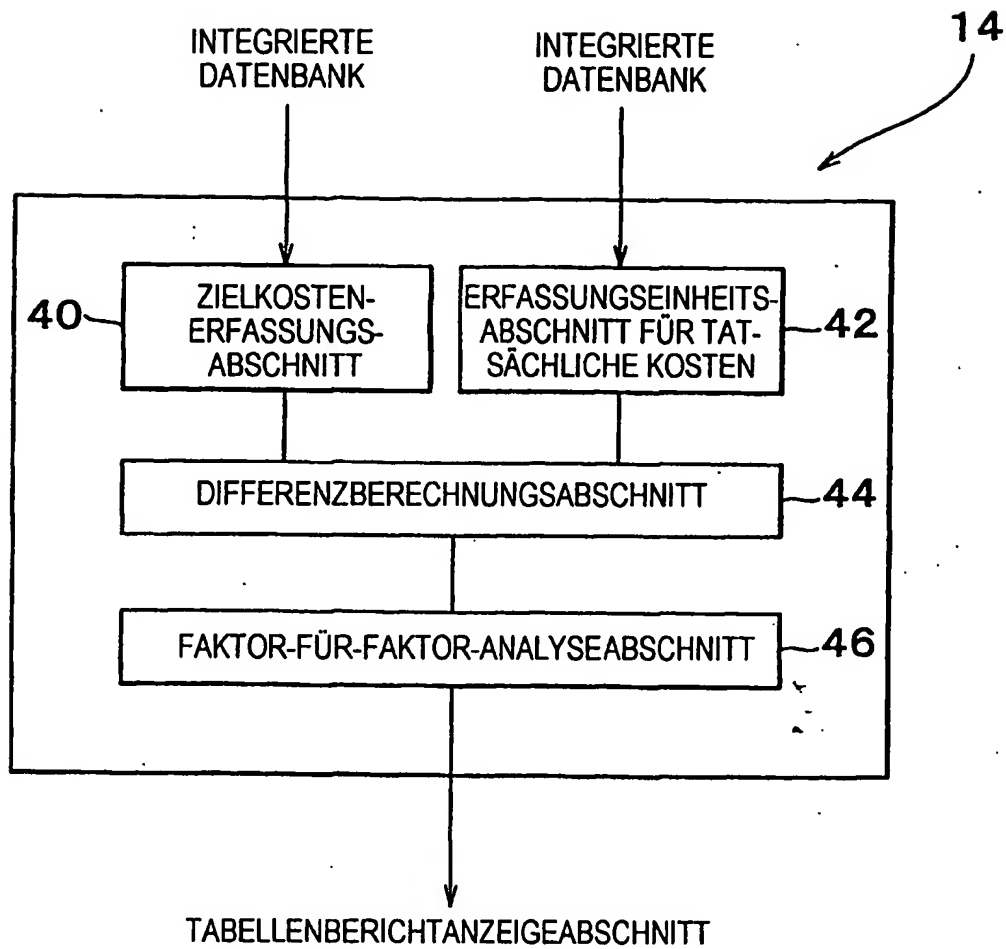 INTEGRIERTE
DATENBANK
INTEGRIERTE
DATENBANK
14
40
ZIELKOSTEN-
ERFASSUNGS-
ABSCHNITT
ERFASSUNGSEINHEITS-
ABSCHNITT FÜR TAT-
SÄCHLICHE KOSTEN
42
DIFFERENZBERECHNUNGSABSCHNITT
44
FAKTOR-FÜR-FAKTOR-ANALYSEABSCHNITT
46
TABELLENBERICHTANZEIGEABSCHNITT